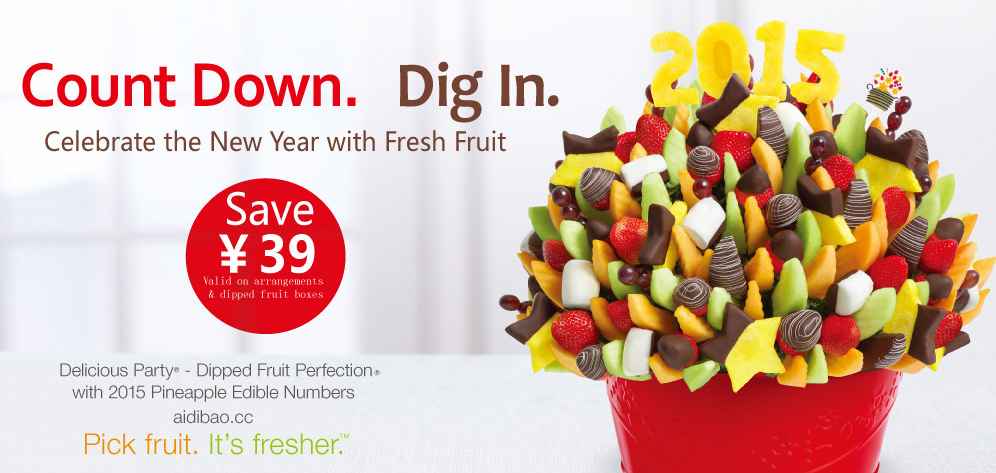 2015
Count Down. Dig In.
Celebrate the New Year with Fresh Fruit
Save
¥ 39
Valid on arrangements
& dipped fruit boxes
Delicious Party® - Dipped Fruit Perfection®
with 2015 Pineapple Edible Numbers
aidibao.cc
Pick fruit. It's fresher.™